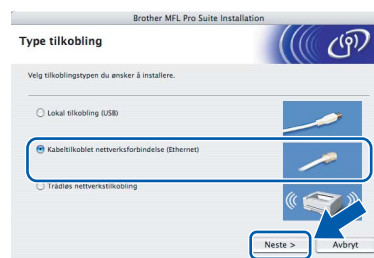 Brother MFL Pro Suite Installation
Type tilkobling
Velg tilkoblingstypen du ønsker å installere.
Lokal tilkobling (USB)
Kabeltilkoblet nettverksforbindelse (Ethernet)
Trådløs nettverkstilkobling
Neste > Avbryt